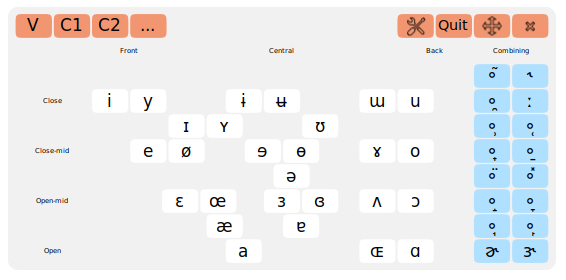 V C1 C2 ... Quit
Front Central Back Combining
Close i y ɨ ʉ ɯ u
ɪ ʏ ʊ
Close-mid e ø ɘ ɵ ɤ o
ə
Open-mid ɛ œ ɜ ɞ ʌ ɔ
æ ɐ
Open a ɶ ɑ ɚ ɝ